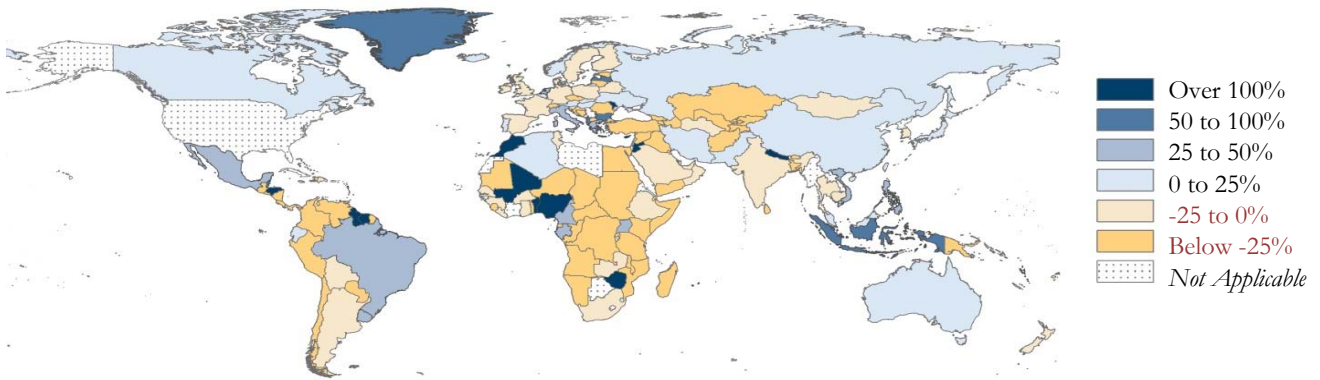 Over 100%
50 to 100%
25 to 50%
0 to 25%
-25 to 0%
Below -25%
Not Applicable